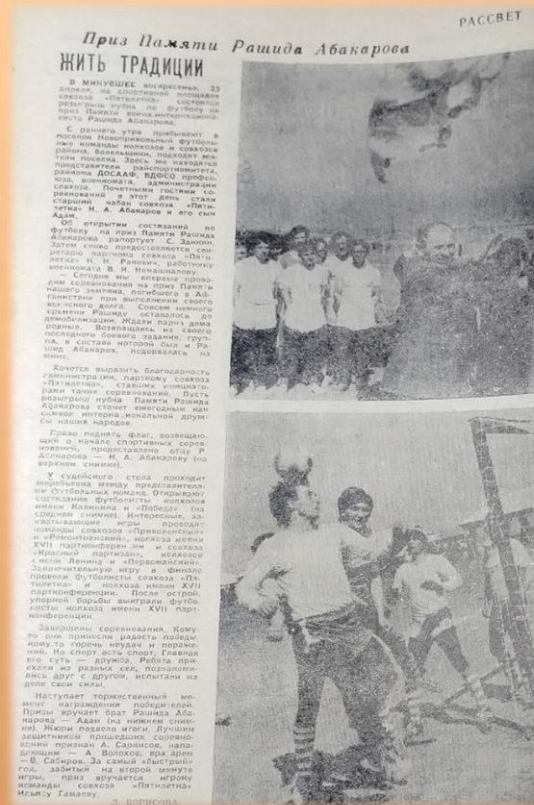 РАССВЕТ
Приз Памяти Рашида Абакарова
ЖИТЬ ТРАДИЦИИ
В МИНУВШЕЕ воскресенье, 23
апреля, на спортивной площадке
совхоза «Пятилетка» состоялся
розыгрыш кубка по футболу на
приз Памяти воина-интернациона-
листа Рашида Абакарова.
С раннего утра прибывают в
поселок Новопривольный футболь-
ные команды колхозов и совхозов
района, болельщики, подходят жи-
тели поселка. Здесь же находятся
представители райспорткомитета,
райкома ДОСААФ, ВДФСО профсо-
юзов, военкомата, администрации
совхоза. Почетными гостями со-
ревнований в этот день стали
старший чабан совхоза «Пяти-
летка» Н. А. Абакаров и его сын
Адам.
Об открытии состязаний по
футболу на приз Памяти Рашида
Абакарова рапортует С. Занкин.
Затем слово предоставляется сек-
ретарю парткома совхоза «Пяти-
летка» Н. И. работнику
военкомата В. И.
— Сегодня мы впервые прово-
дим соревнования на приз Памяти
нашего земляка, погибшего в Аф-
ганистане при выполнении своего
воинского долга. Совсем немного
времени Рашиду оставалось до
демобилизации. Ждали парня дома
родные. Возвращаясь из своего
последнего боевого задания, груп-
па, в составе которой был и Ра-
шид Абакаров, подорвалась на
мине.
Хочется выразить благодарность
администрации, парткому совхоза
«Пятилетка», ставших инициато-
рами таких соревнований. Пусть
розыгрыш кубка Памяти Рашида
Абакарова станет ежегодным как
символ интернациональной друж-
бы наших народов.
Право поднять флаг, возвещаю-
щий о начале спортивных сорев-
нований, предоставлено отцу Р.
Абакарова — Н. А. Абакарову (на
верхнем снимке).
У судейского стола проходит
жеребьевка между представителя-
ми футбольных команд. Открывают
состязания футболисты колхозов
имени Калинина и «Победа» (на
среднем снимке). Интересные, за-
хватывающие игры проводят
команды совхозов «Приволжский»
и «Ремонтненский», колхоза имени
XVII партконференции и совхоза
«Красный партизан», колхозов
имени Ленина и «Первомайский».
Заключительную игру в финале
провели футболисты совхоза «Пя-
тилетка» и колхоза имени XVII
партконференции. После острой,
упорной борьбы выиграли футбо-
листы колхоза имени XVII парт-
конференции.
Завершены соревнования. Кому-
то они принесли радость победы,
кому-то горечь неудач и пораже-
ний. Но спорт есть спорт. Главная
его суть — дружба. Ребята при-
ехали из разных сел, познакоми-
лись друг с другом, испытали на
деле свои силы.
Наступает торжественный мо-
мент награждения победителей.
Призы вручает брат Рашида Аба-
карова — Адам (на нижнем сним-
ке). Жюри подвело итоги. Лучшим
защитником прошедших соревно-
ваний признан А. Саркисов, напа-
дающим — А. Волохов, вратарем
— В. Сабиров. За самый «быстрый»
гол, забитый на второй минуте
игры, приз вручается игроку
команды совхоза «Пятилетка»
Ильясу Гамаеву.
Л. БОРИСОВА